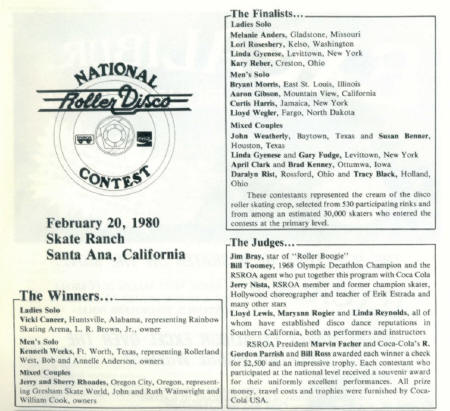 NATIONAL
Roller Disco
CONTEST
February 20, 1980
Skate Ranch
Santa Ana, California
The Winners...
Ladies Solo
Vicki Caneer, Huntsville, Alabama, representing Rainbow
Skating Arena, L. R. Brown, Jr., owner
Men's Solo
Kenneth Weeks, Ft. Worth, Texas, representing Rollerland
West, Bob and Annelle Anderson, owners
Mixed Couples
Jerry and Sherry Rhoades, Oregon City, Oregon, represent-
ing Gresham Skate World, John and Ruth Wainwright and
William Cook, owners
The Finalists...
Ladies Solo
Melanie Anders, Gladstone, Missouri
Lori Rosenbery, Kelso, Washington
Linda Gyenese, Levittown, New York
Kary Reber, Creston, Ohio
Men's Solo
Bryant Morris, East St. Louis, Illinois
Aaron Gibson, Mountain View, California
Curtis Harris, Jamaica, New York
Lloyd Wegler, Fargo, North Dakota
Mixed Couples
John Weatherly, Baytown, Texas and Susan Benner,
Houston, Texas
Linda Gyenese and Gary Fudge, Levittown, New York
April Clark and Brad Kenney, Ottumwa, Iowa
Daralyn Rist, Rossford, Ohio and Tracy Black, Holland,
Ohio
These contestants represented the cream of the disco
roller skating crop, selected from 530 participating rinks and
from among an estimated 30,000 skaters who entered the
contests at the primary level.
The Judges...
Jim Bray, star of "Roller Boogie"
Bill Toomey, 1968 Olympic Decathlon Champion and the
RSROA agent who put together this program with Coca Cola
Jerry Nista, RSROA member and former champion skater,
Hollywood choreographer and teacher of Erik Estrada and
many other stars
Lloyd Lewis, Maryann Rogier and Linda Reynolds, all of
whom have established disco dance reputations in
Southern California, both as performers and instructors
RSROA President Marvin Facher and Coca-Cola's R.
Gordon Parrish and Bill Ross awarded each winner a check
for $2,500 and an impressive trophy. Each contestant who
participated at the national level received a souvenir award
for their uniformly excellent performances. All prize
money, travel costs and trophies were furnished by Coca-
Cola USA.